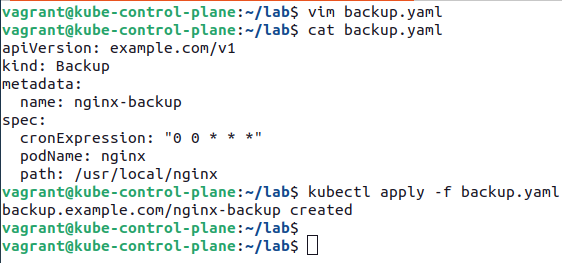 vagrant@kube-control-plane:~/lab$ vim backup.yaml
vagrant@kube-control-plane:~/lab$ cat backup.yaml
apiVersion: example.com/v1
kind: Backup
metadata:
  name: nginx-backup
spec:
  cronExpression: "0 0 * * *"
  podName: nginx
  path: /usr/local/nginx
vagrant@kube-control-plane:~/lab$ kubectl apply -f backup.yaml
backup.example.com/nginx-backup created
vagrant@kube-control-plane:~/lab$
vagrant@kube-control-plane:~/lab$